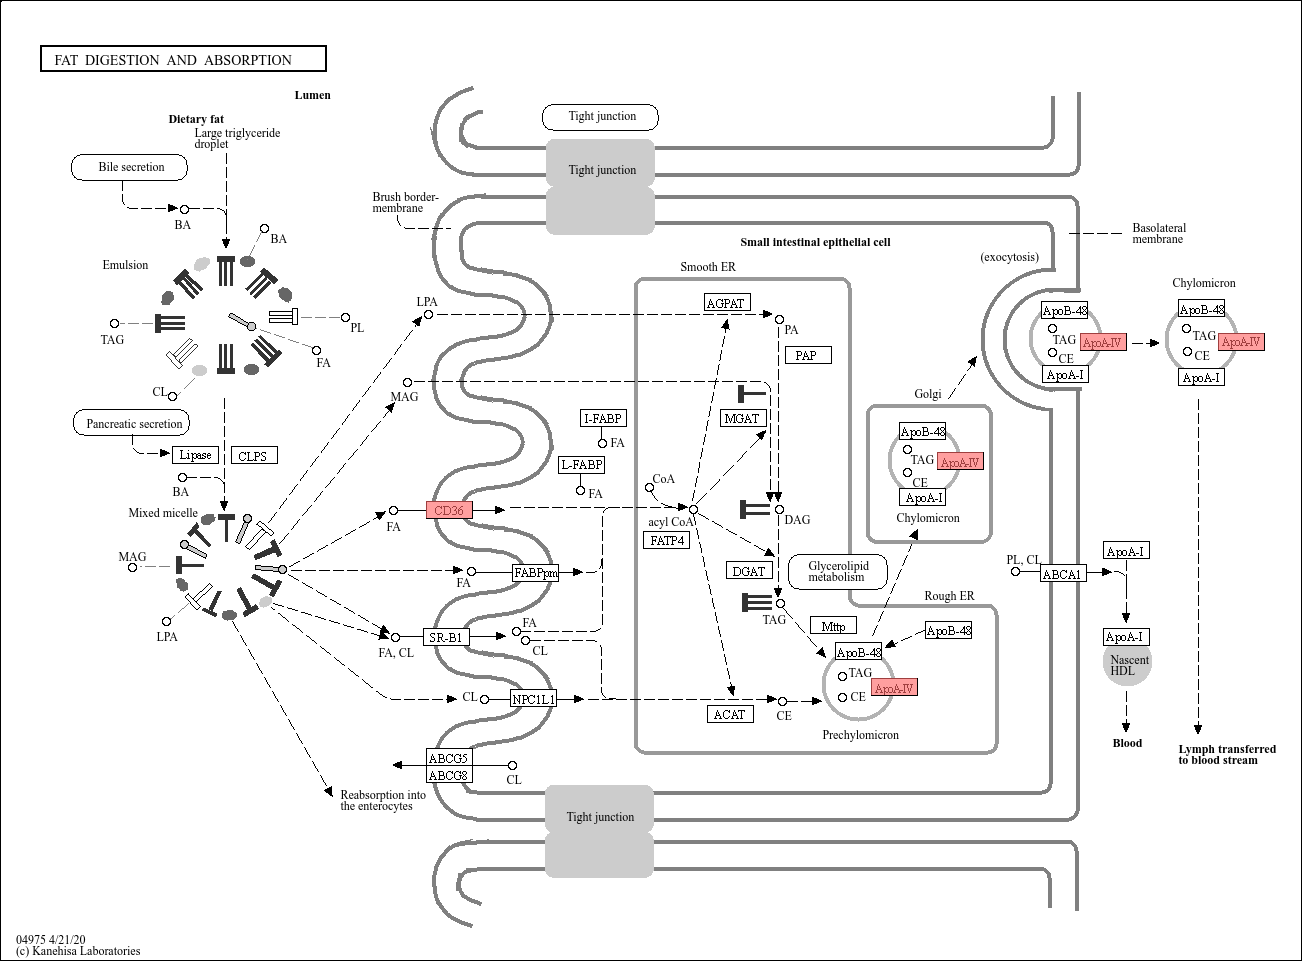 FAT DIGESTION AND ABSORPTION
Lumen
Dietary fat
Large triglyceride
droplet
Bile secretion
BA
BA
Emulsion
TAG
PL
FA
CL
Pancreatic secretion
Lipase
CLPS
BA
Mixed micelle
MAG
LPA
Reabsorption into
the enterocytes
Brush border-
membrane
Tight junction
Tight junction
Small intestinal epithelial cell
Smooth ER
LPA
AGPAT
PA
PAP
MAG
MGAT
I-FABP
FA
L-FABP
FA
CoA
acyl CoA
FATP4
DAG
DGAT
Glycerolipid
metabolism
TAG
FA
CD36
FA
FABPpm
FA, CL
SR-B1
FA
CL
CL
NPC1L1
ACAT
CE
ABCG5
ABCG8
CL
Tight junction
Rough ER
Mttp
ApoB-48
ApoB-48
TAG
ApoA-IV
CE
Prechylomicron
Golgi
ApoB-48
TAG
ApoA-IV
CE
ApoA-I
Chylomicron
(exocytosis)
Basolateral
membrane
ApoB-48
TAG
ApoA-IV
CE
ApoA-I
Chylomicron
ApoB-48
TAG
ApoA-IV
CE
ApoA-I
PL, CL
ABCA1
ApoA-I
ApoA-I
Nascent
HDL
Blood
Lymph transferred
to blood stream
04975 4/21/20
(c) Kanehisa Laboratories